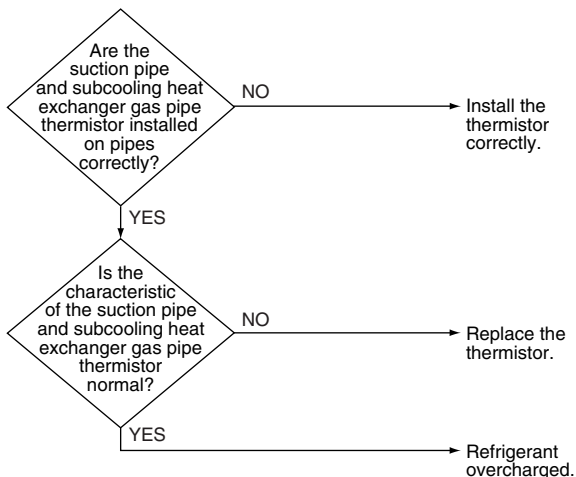 Are the
suction pipe
and subcooling heat
exchanger gas pipe
thermistor installed
on pipes
correctly?
NO
Install the
thermistor
correctly.
YES
Is the
characteristic
of the suction pipe
and subcooling heat
exchanger gas pipe
thermistor
normal?
NO
Replace the
thermistor.
YES
Refrigerant
overcharged.